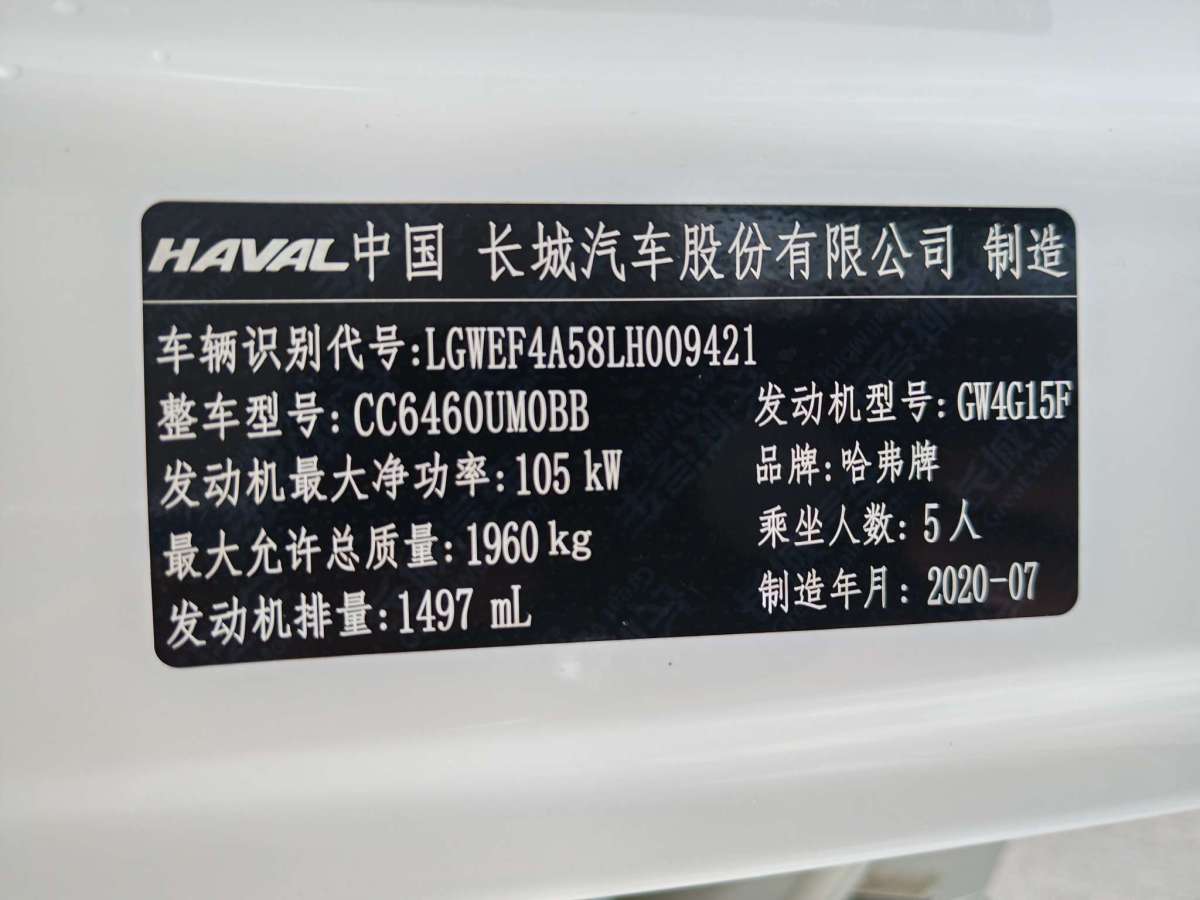 HAVAL中国 长城汽车股份有限公司 制造
车辆识别代号:LGWEF4A58LH009421
整车型号:CC6460UM0BB 发动机型号:GW4G15F
发动机最大净功率:105 kW 品牌:哈弗牌
最大允许总质量:1960 kg 乘坐人数:5人
发动机排量:1497 mL 制造年月:2020-07